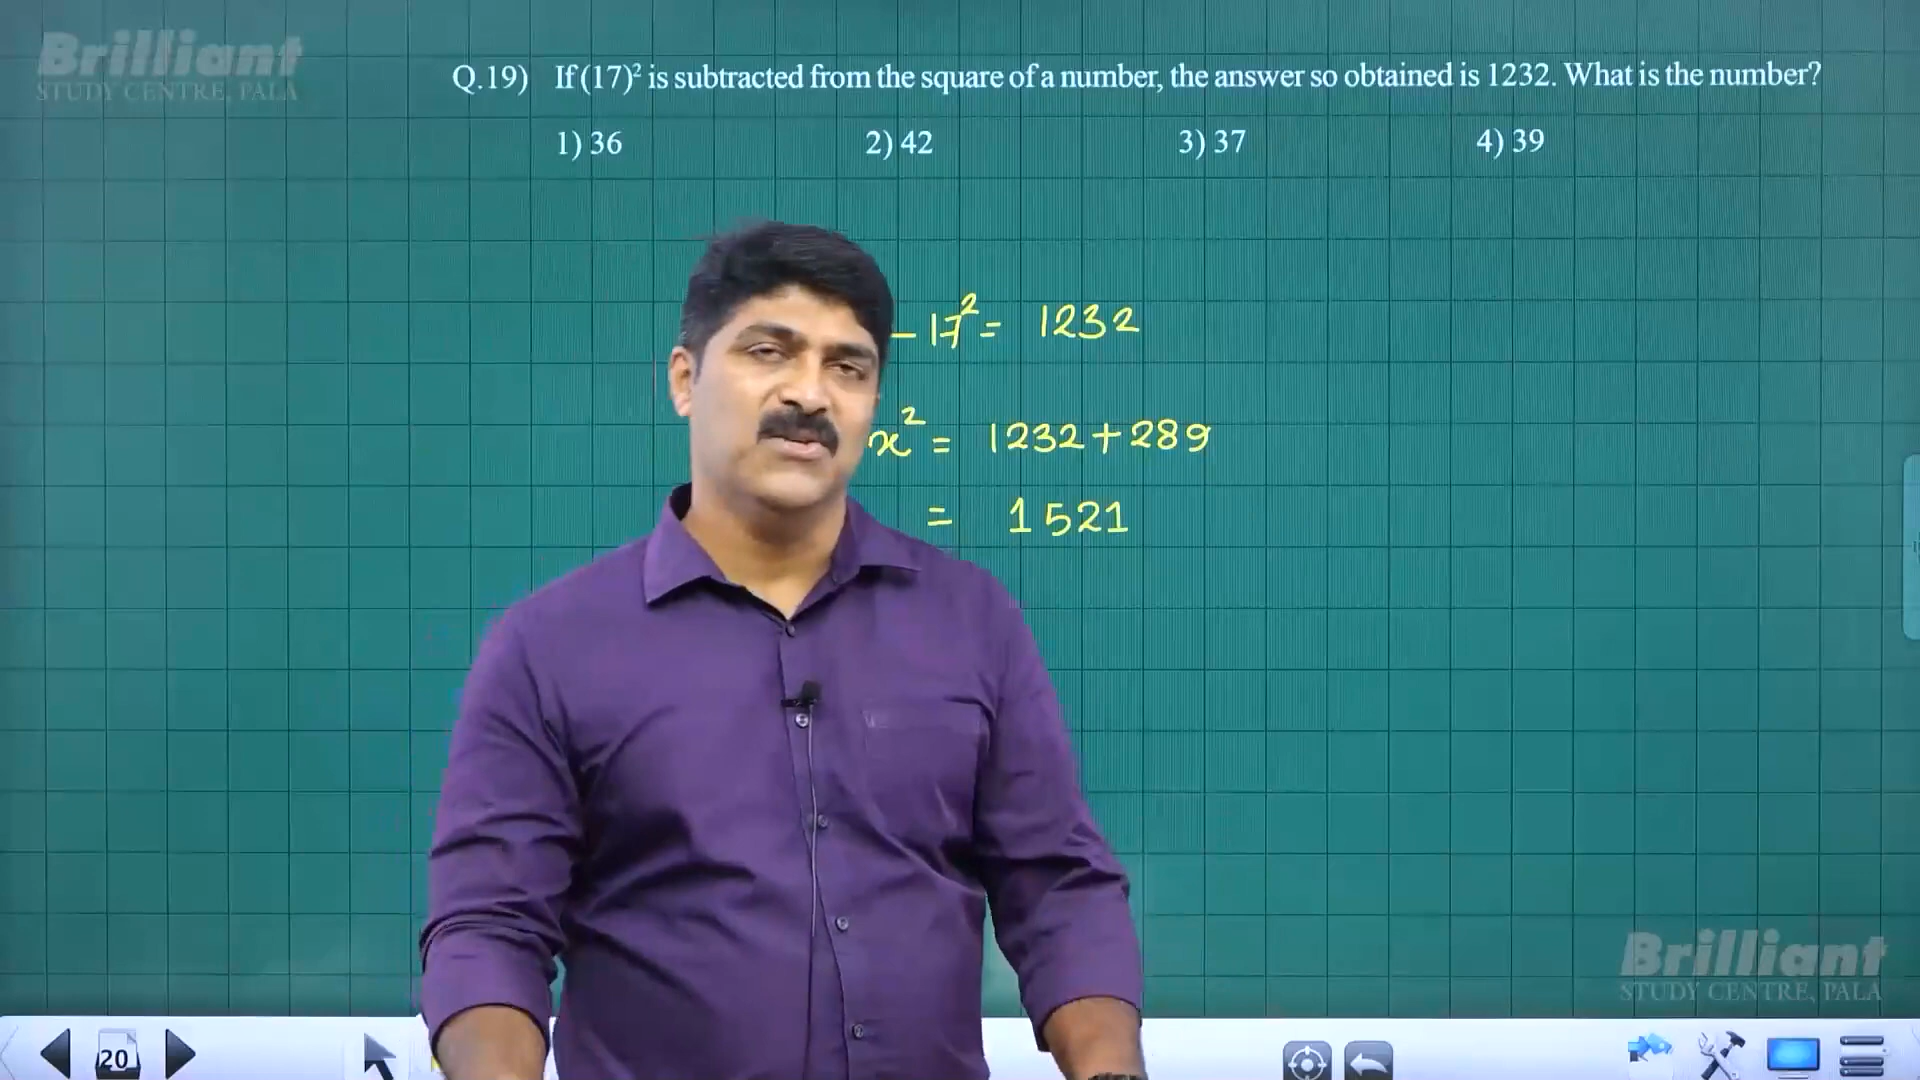 Brilliant
STUDY CENTRE, PALA
Q.19) If (17)² is subtracted from the square of a number, the answer so obtained is 1232. What is the number?
1) 36 2) 42 3) 37 4) 39
– 17² = 1232
x² = 1232 + 289
= 1521
Brilliant
STUDY CENTRE, PALA
20